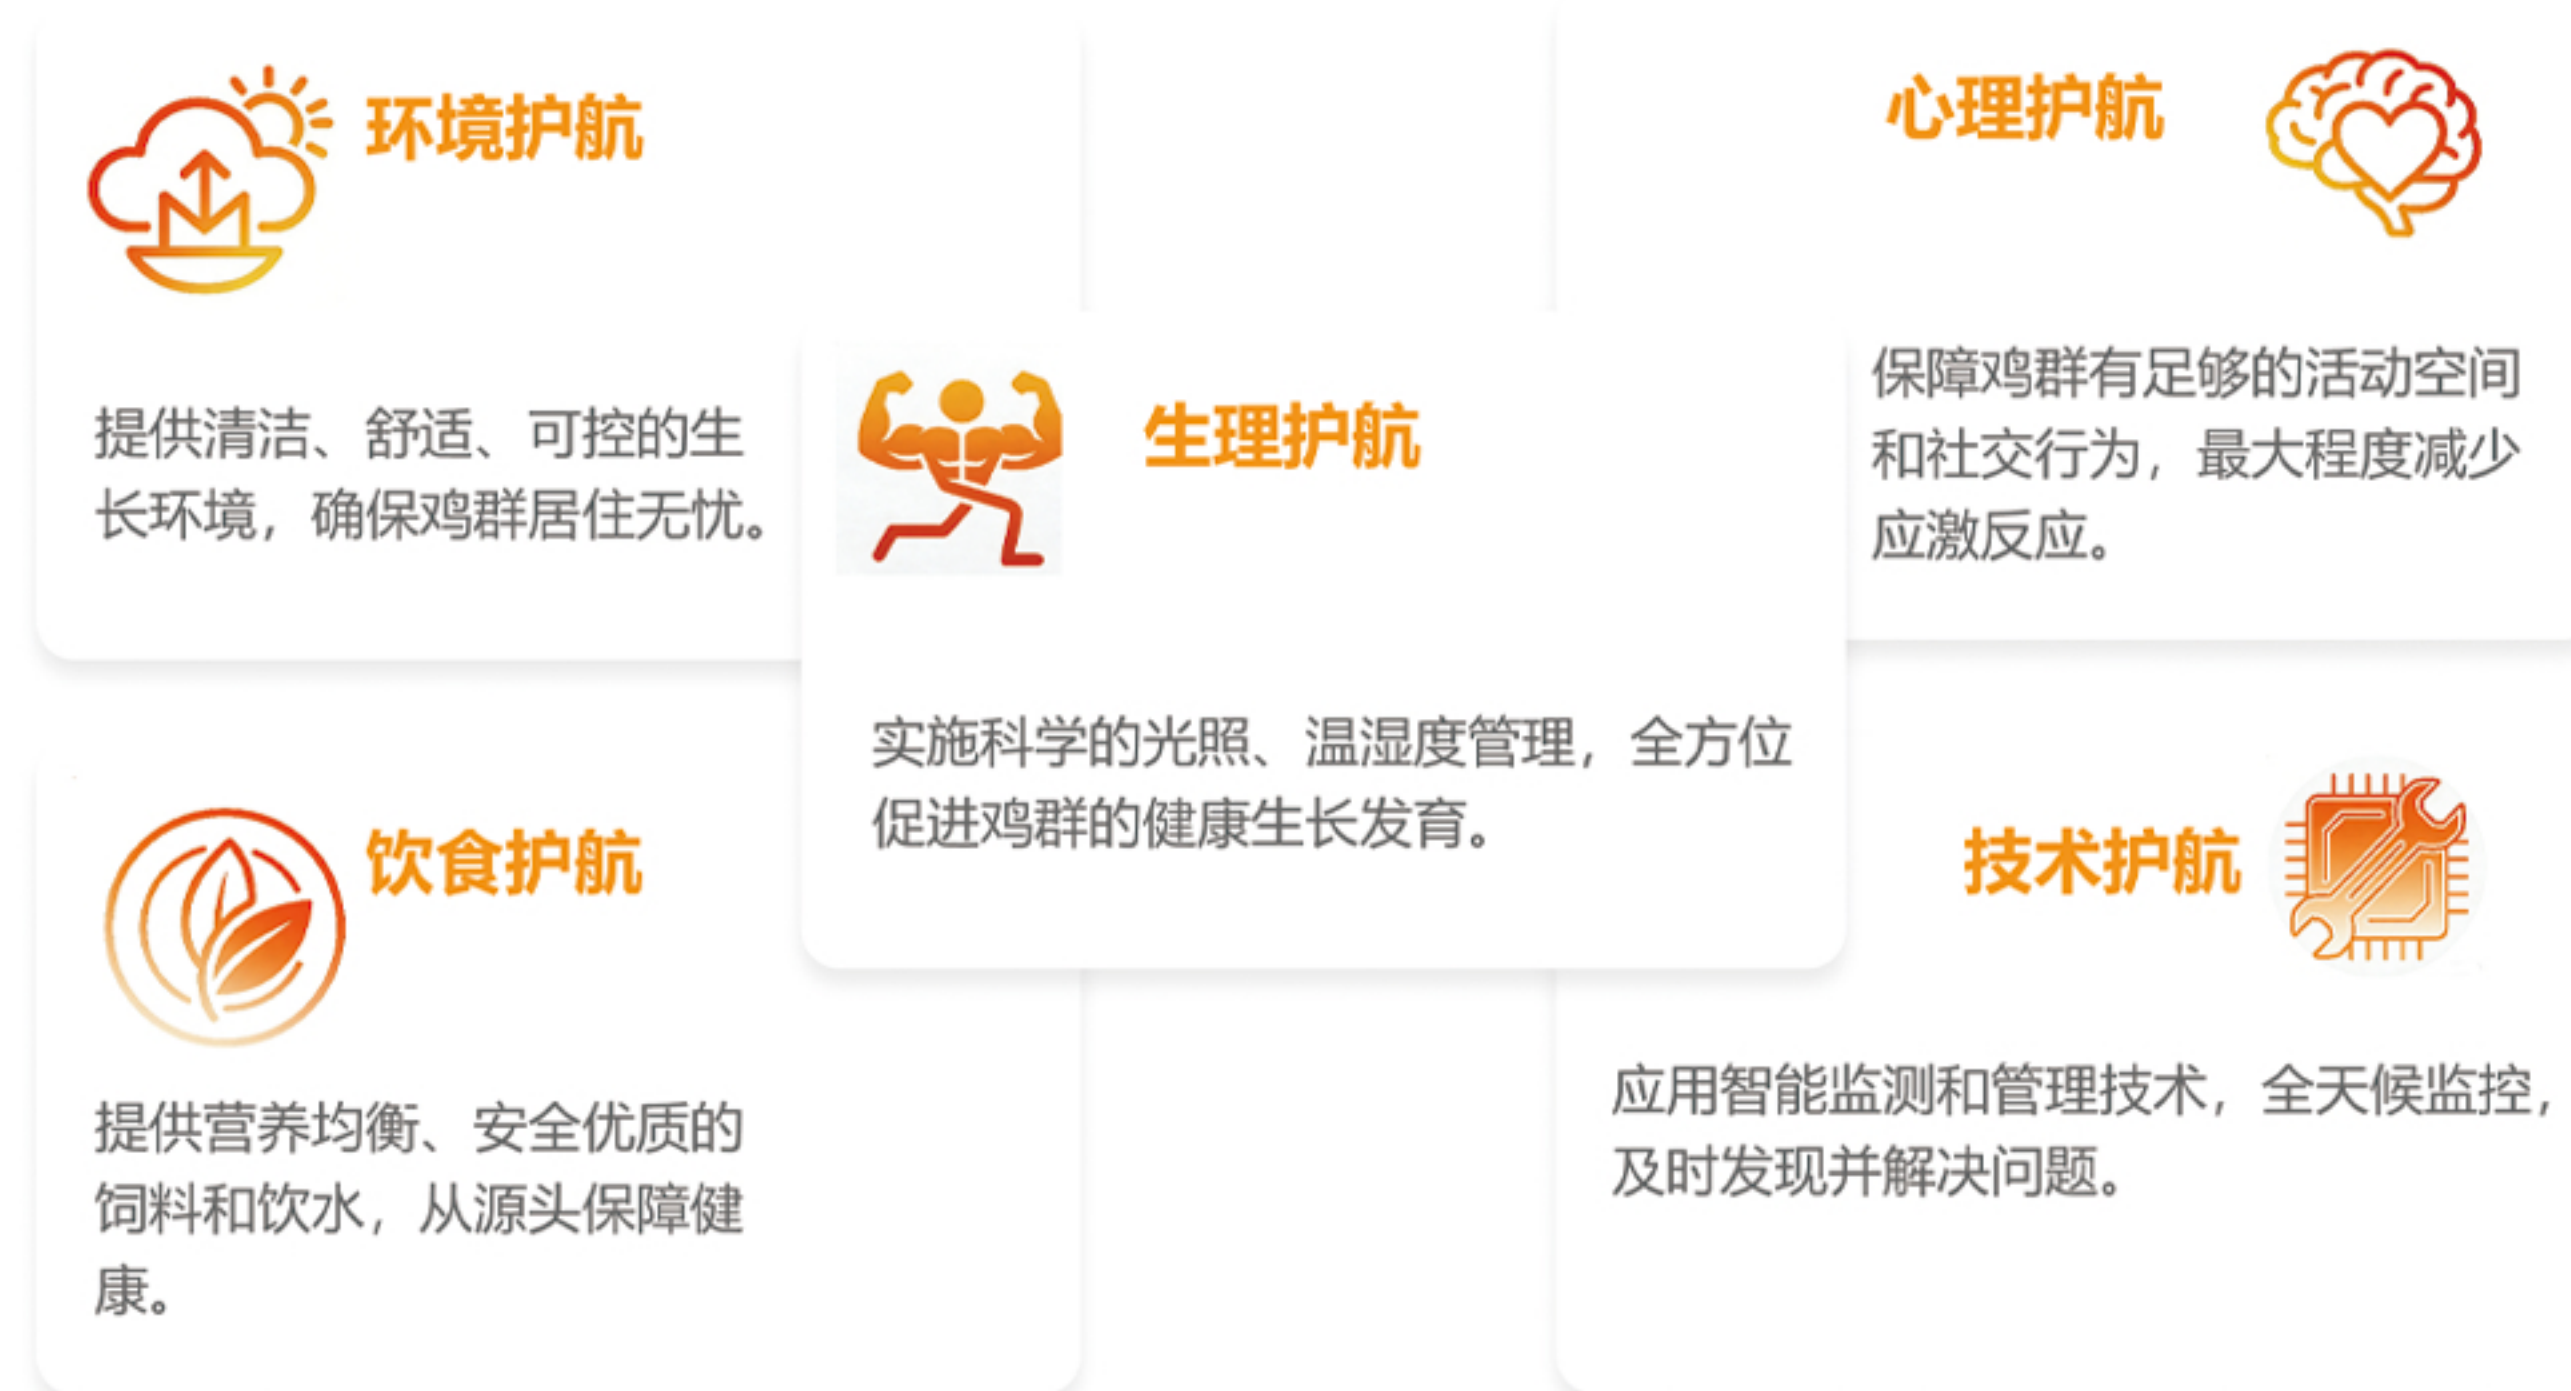 环境护航
提供清洁、舒适、可控的生
长环境，确保鸡群居住无忧。
心理护航
保障鸡群有足够的活动空间
和社交行为，最大程度减少
应激反应。
生理护航
实施科学的光照、温湿度管理，全方位
促进鸡群的健康生长发育。
饮食护航
提供营养均衡、安全优质的
饲料和饮水，从源头保障健
康。
技术护航
应用智能监测和管理技术，全天候监控，
及时发现并解决问题。